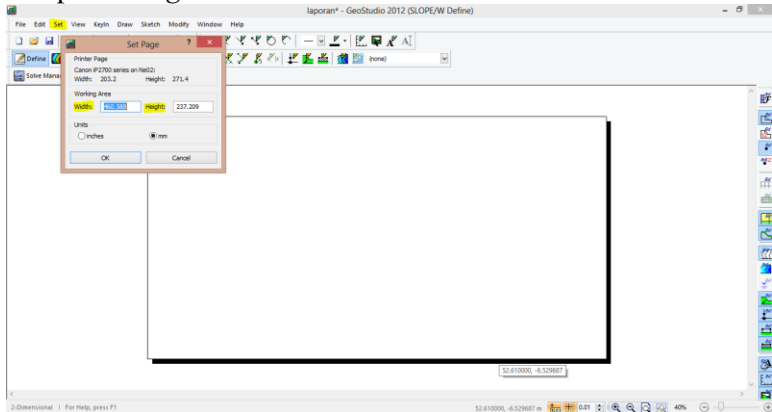 laporan* - GeoStudio 2012 (SLOPE/W Define)
File Edit Set View KeyIn Draw Sketch Modify Window Help
Set Page ?
Define
(none)
Printer Page
Solve Mana
Canon iP2700 series on Ne02:
Width: 203.2 Height: 271.4
Working Area
Width: 460.588 Height: 237.209
Units
inches mm
OK Cancel
52.610000, -6.529687
2-Dimensional | For Help, press F1 52.610000, -6.529687 m 0.01 40%